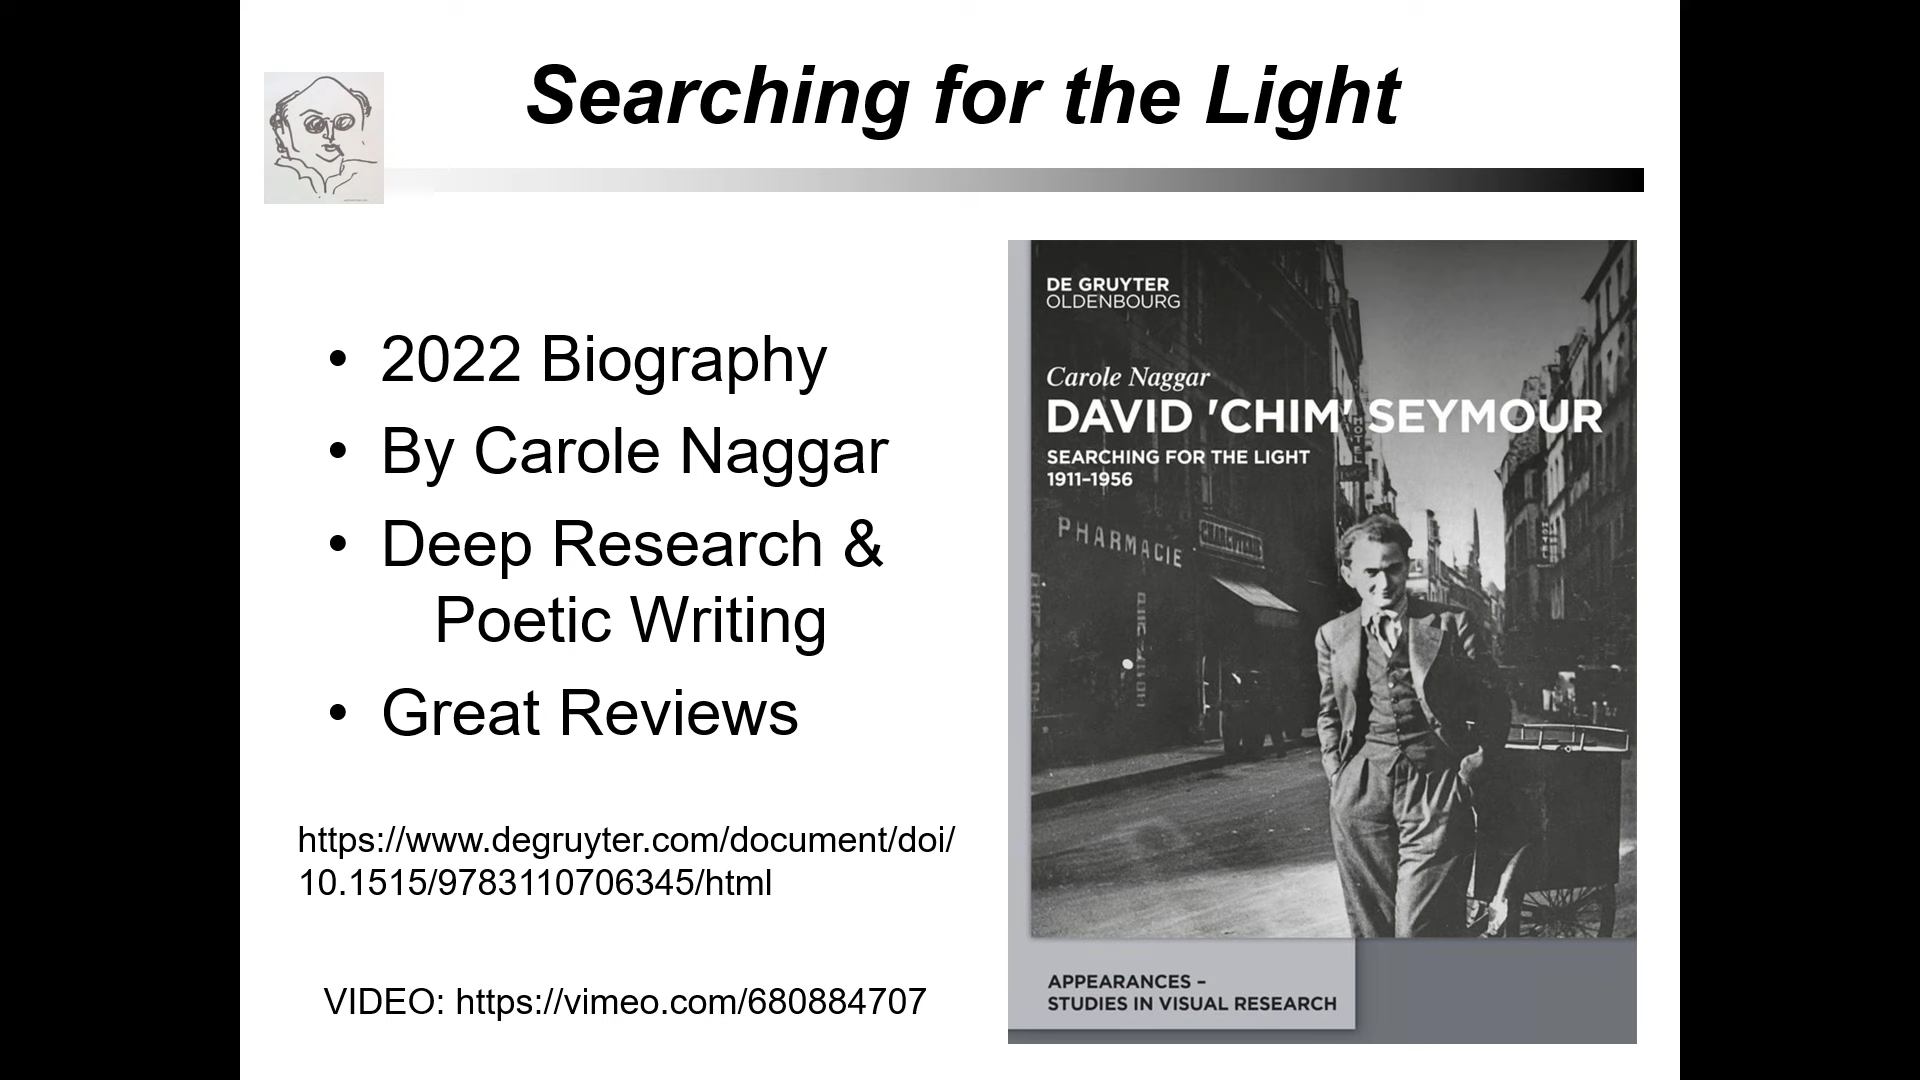 Searching for the Light
• 2022 Biography
• By Carole Naggar
• Deep Research &
Poetic Writing
• Great Reviews
https://www.degruyter.com/document/doi/
10.1515/9783110706345/html
VIDEO: https://vimeo.com/680884707
DE GRUYTER
OLDENBOURG
Carole Naggar
DAVID 'CHIM' SEYMOUR
SEARCHING FOR THE LIGHT
1911–1956
PHARMACIE
CHARCUTERIE
HOTEL
APPEARANCES –
STUDIES IN VISUAL RESEARCH